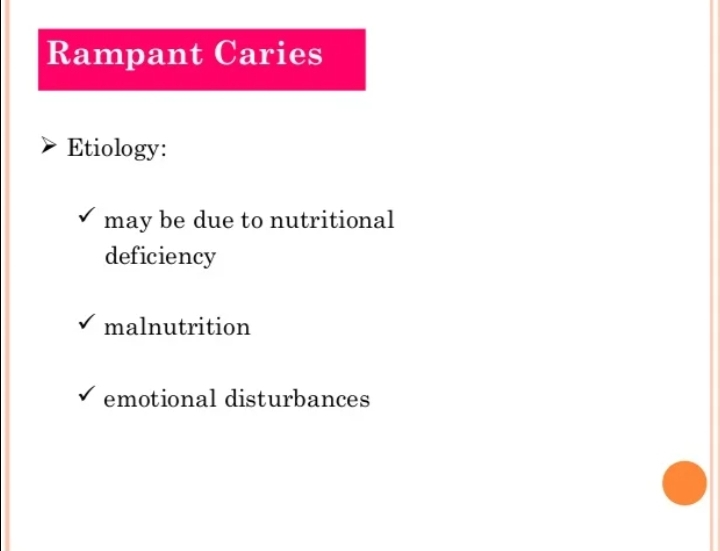 Rampant Caries
➢ Etiology:
✓ may be due to nutritional
deficiency
✓ malnutrition
✓ emotional disturbances